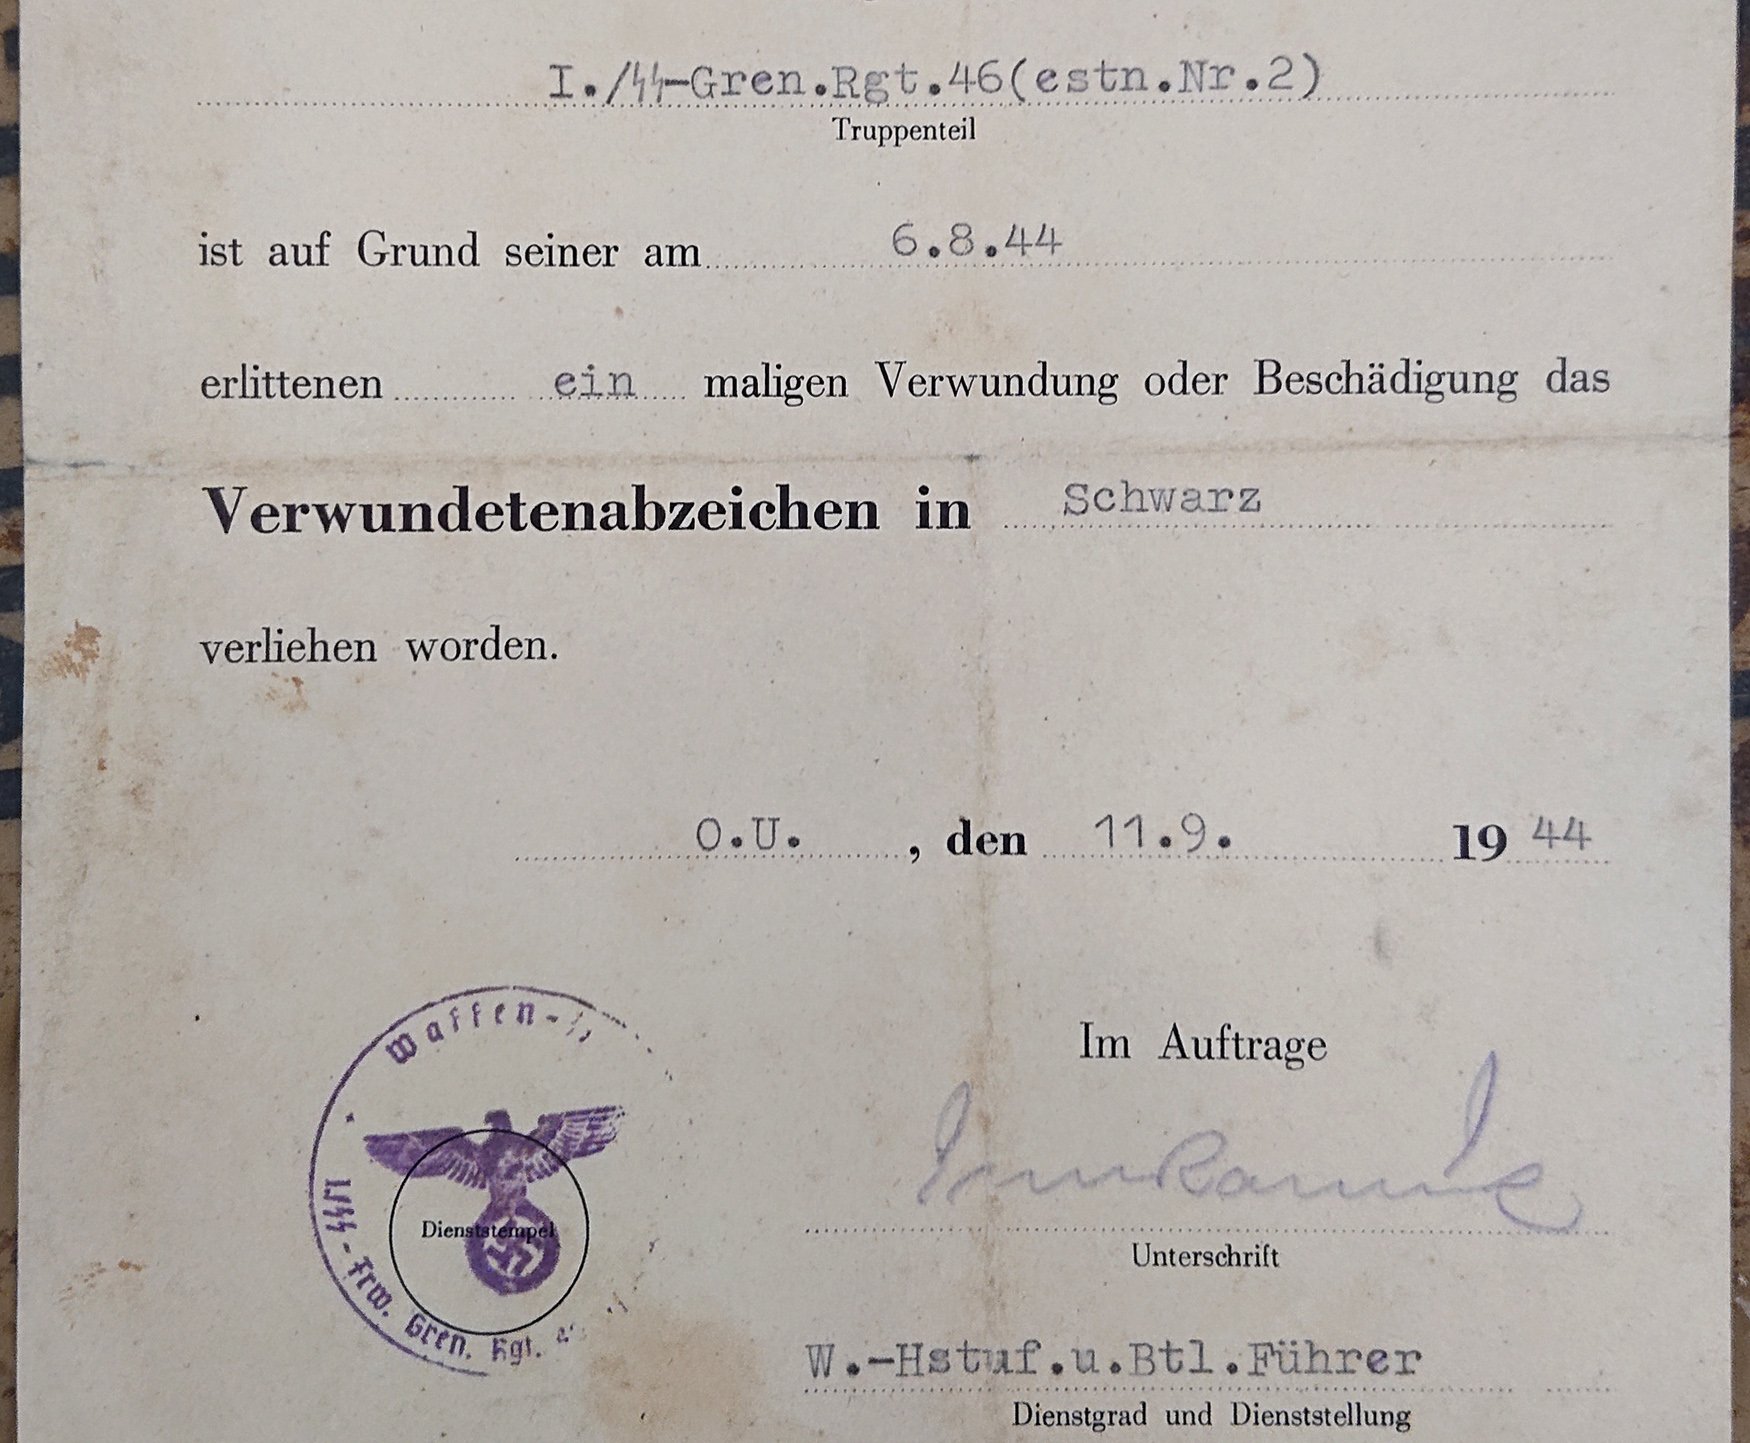 I./ᛋᛋ-Gren.Rgt.46(estn.Nr.2)
Truppenteil
ist auf Grund seiner am 6.8.44
erlittenen ein maligen Verwundung oder Beschädigung das
Verwundetenabzeichen in Schwarz
verliehen worden.
O.U. , den 11.9. 19 44
Waffen-ᛋᛋ
I/ᛋᛋ-Frw. Gren. Rgt.
Dienststempel
Im Auftrage
Unterschrift
W.-Hstuf.u.Btl.Führer
Dienstgrad und Dienststellung